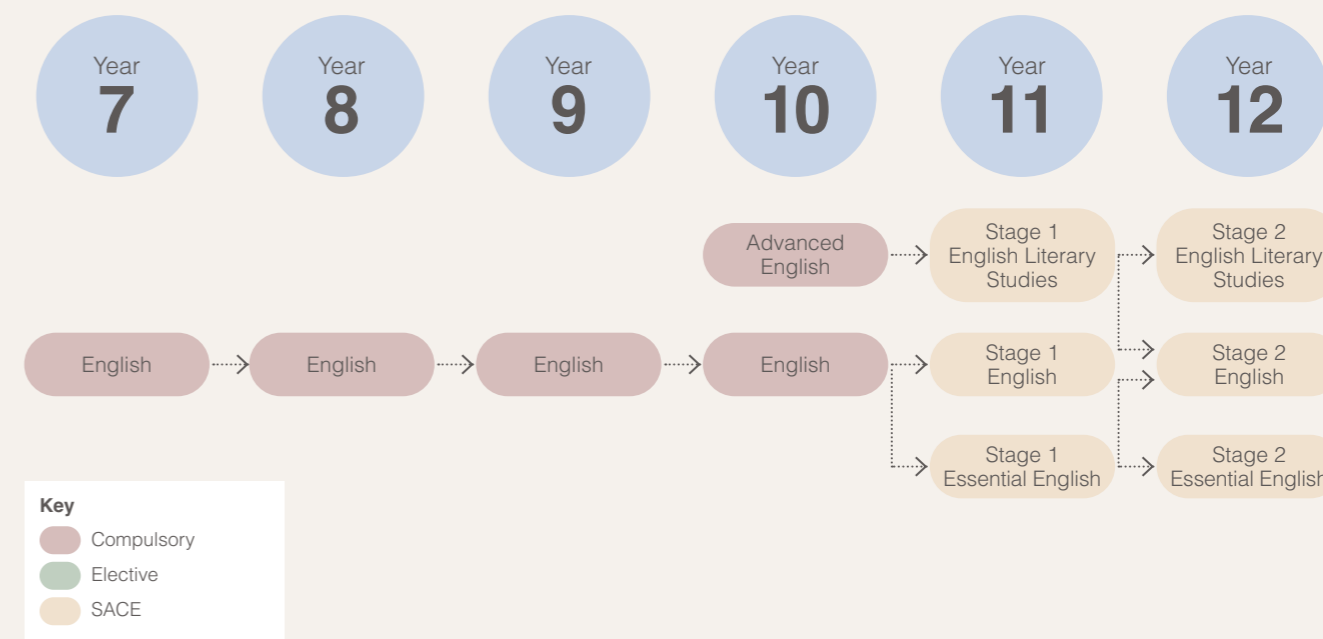 Year
7
Year
8
Year
9
Year
10
Year
11
Year
12
Advanced
English
Stage 1
English Literary
Studies
Stage 2
English Literary
Studies
English
English
English
English
Stage 1
English
Stage 2
English
Stage 1
Essential English
Stage 2
Essential English
Key
Compulsory
Elective
SACE